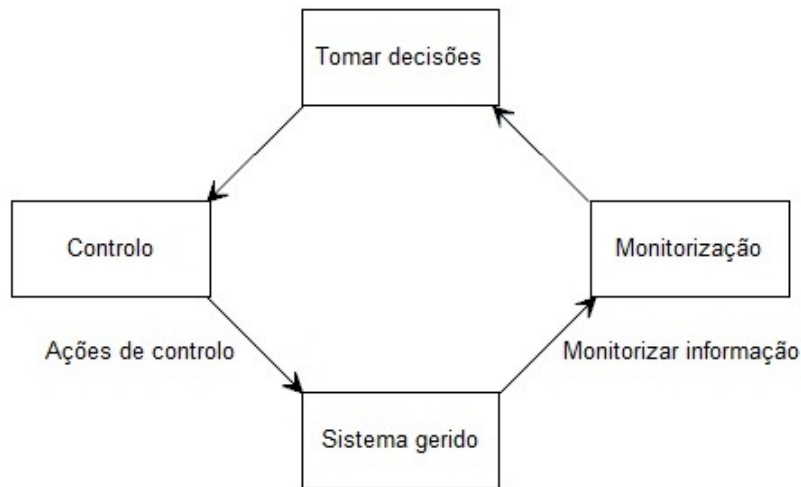 Tomar decisões
Controlo
Monitorização
Ações de controlo
Monitorizar informação
Sistema gerido